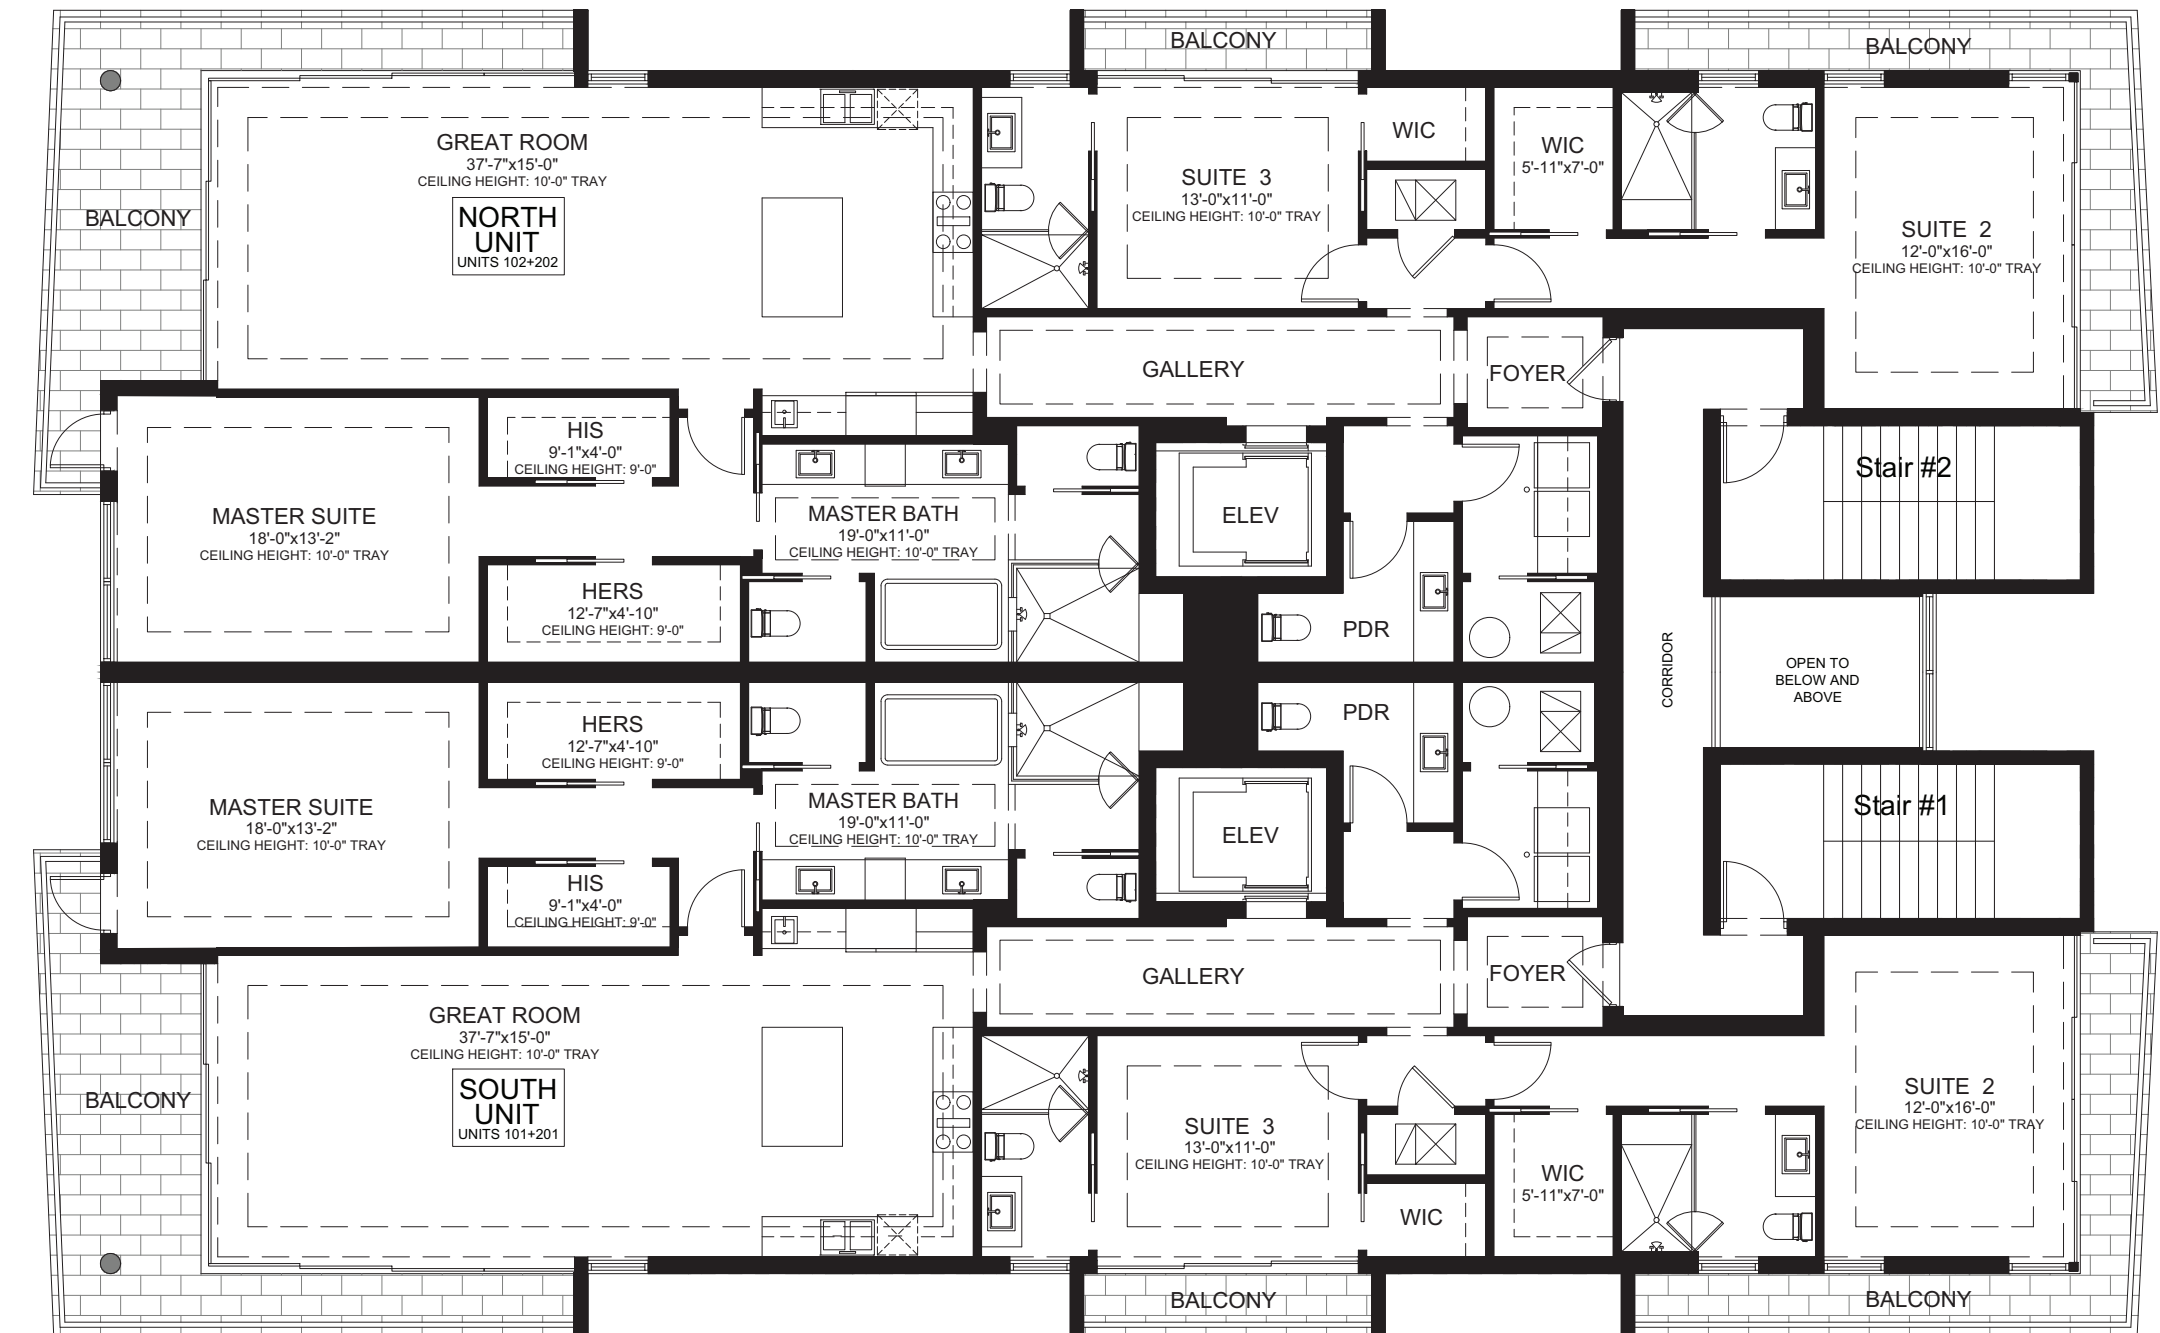 BALCONY
BALCONY
BALCONY
GREAT ROOM
37'-7"x15'-0"
CEILING HEIGHT: 10'-0" TRAY
NORTH
UNIT
UNITS 102+202
SUITE 3
13'-0"x11'-0"
CEILING HEIGHT: 10'-0" TRAY
WIC
WIC
5'-11"x7'-0"
SUITE 2
12'-0"x16'-0"
CEILING HEIGHT: 10'-0" TRAY
GALLERY
FOYER
HIS
9'-1"x4'-0"
CEILING HEIGHT: 9'-0"
MASTER SUITE
18'-0"x13'-2"
CEILING HEIGHT: 10'-0" TRAY
MASTER BATH
19'-0"x11'-0"
CEILING HEIGHT: 10'-0" TRAY
ELEV
Stair #2
HERS
12'-7"x4'-10"
CEILING HEIGHT: 9'-0"
PDR
CORRIDOR
OPEN TO
BELOW AND
ABOVE
HERS
12'-7"x4'-10"
CEILING HEIGHT: 9'-0"
PDR
MASTER SUITE
18'-0"x13'-2"
CEILING HEIGHT: 10'-0" TRAY
MASTER BATH
19'-0"x11'-0"
CEILING HEIGHT: 10'-0" TRAY
ELEV
Stair #1
HIS
9'-1"x4'-0"
CEILING HEIGHT: 9'-0"
GALLERY
FOYER
GREAT ROOM
37'-7"x15'-0"
CEILING HEIGHT: 10'-0" TRAY
SOUTH
UNIT
UNITS 101+201
BALCONY
SUITE 3
13'-0"x11'-0"
CEILING HEIGHT: 10'-0" TRAY
WIC
WIC
5'-11"x7'-0"
SUITE 2
12'-0"x16'-0"
CEILING HEIGHT: 10'-0" TRAY
BALCONY
BALCONY